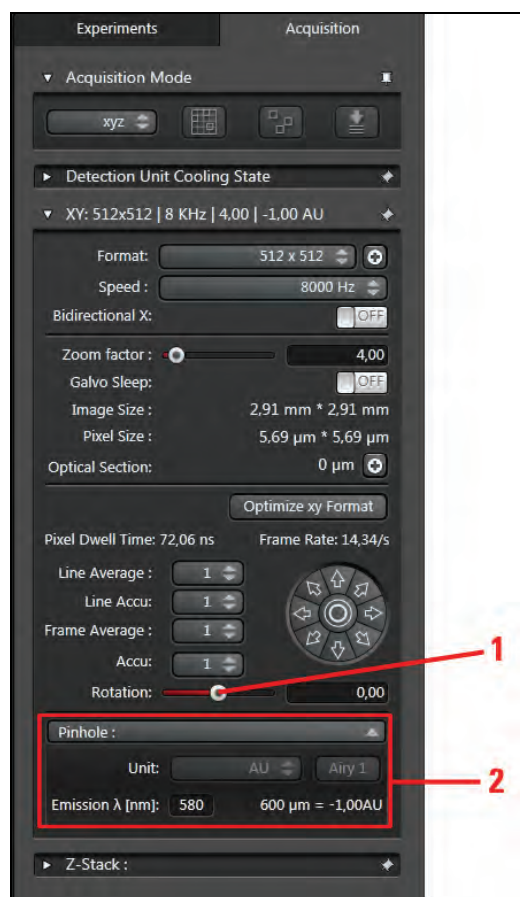 Experiments Acquisition
Acquisition Mode
xyz
Detection Unit Cooling State
XY: 512x512 | 8 KHz | 4,00 | -1,00 AU
Format: 512 x 512
Speed : 8000 Hz
Bidirectional X: OFF
Zoom factor : 4,00
Galvo Sleep: OFF
Image Size : 2,91 mm * 2,91 mm
Pixel Size : 5,69 µm * 5,69 µm
Optical Section: 0 µm
Optimize xy Format
Pixel Dwell Time: 72,06 ns Frame Rate: 14,34/s
Line Average : 1
Line Accu: 1
Frame Average : 1
Accu: 1
Rotation: 0,00
1
Pinhole :
Unit: AU Airy 1
2
Emission λ [nm]: 580 600 µm = -1,00AU
Z-Stack :